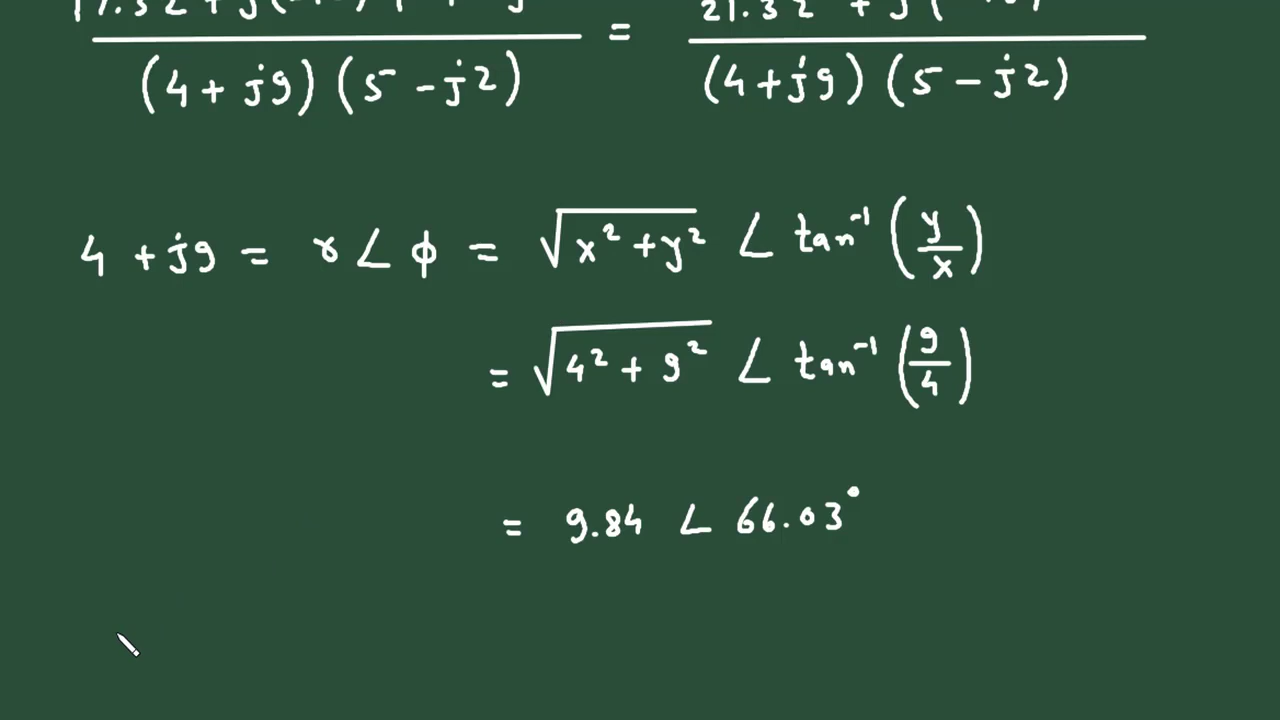 (4 + j9) (5 - j2) = (4 + j9) (5 - j2)
4 + j9 = r ∠ φ = √(x² + y²) ∠ tan⁻¹ (y/x)
= √(4² + 9²) ∠ tan⁻¹ (9/4)
= 9.84 ∠ 66.03°